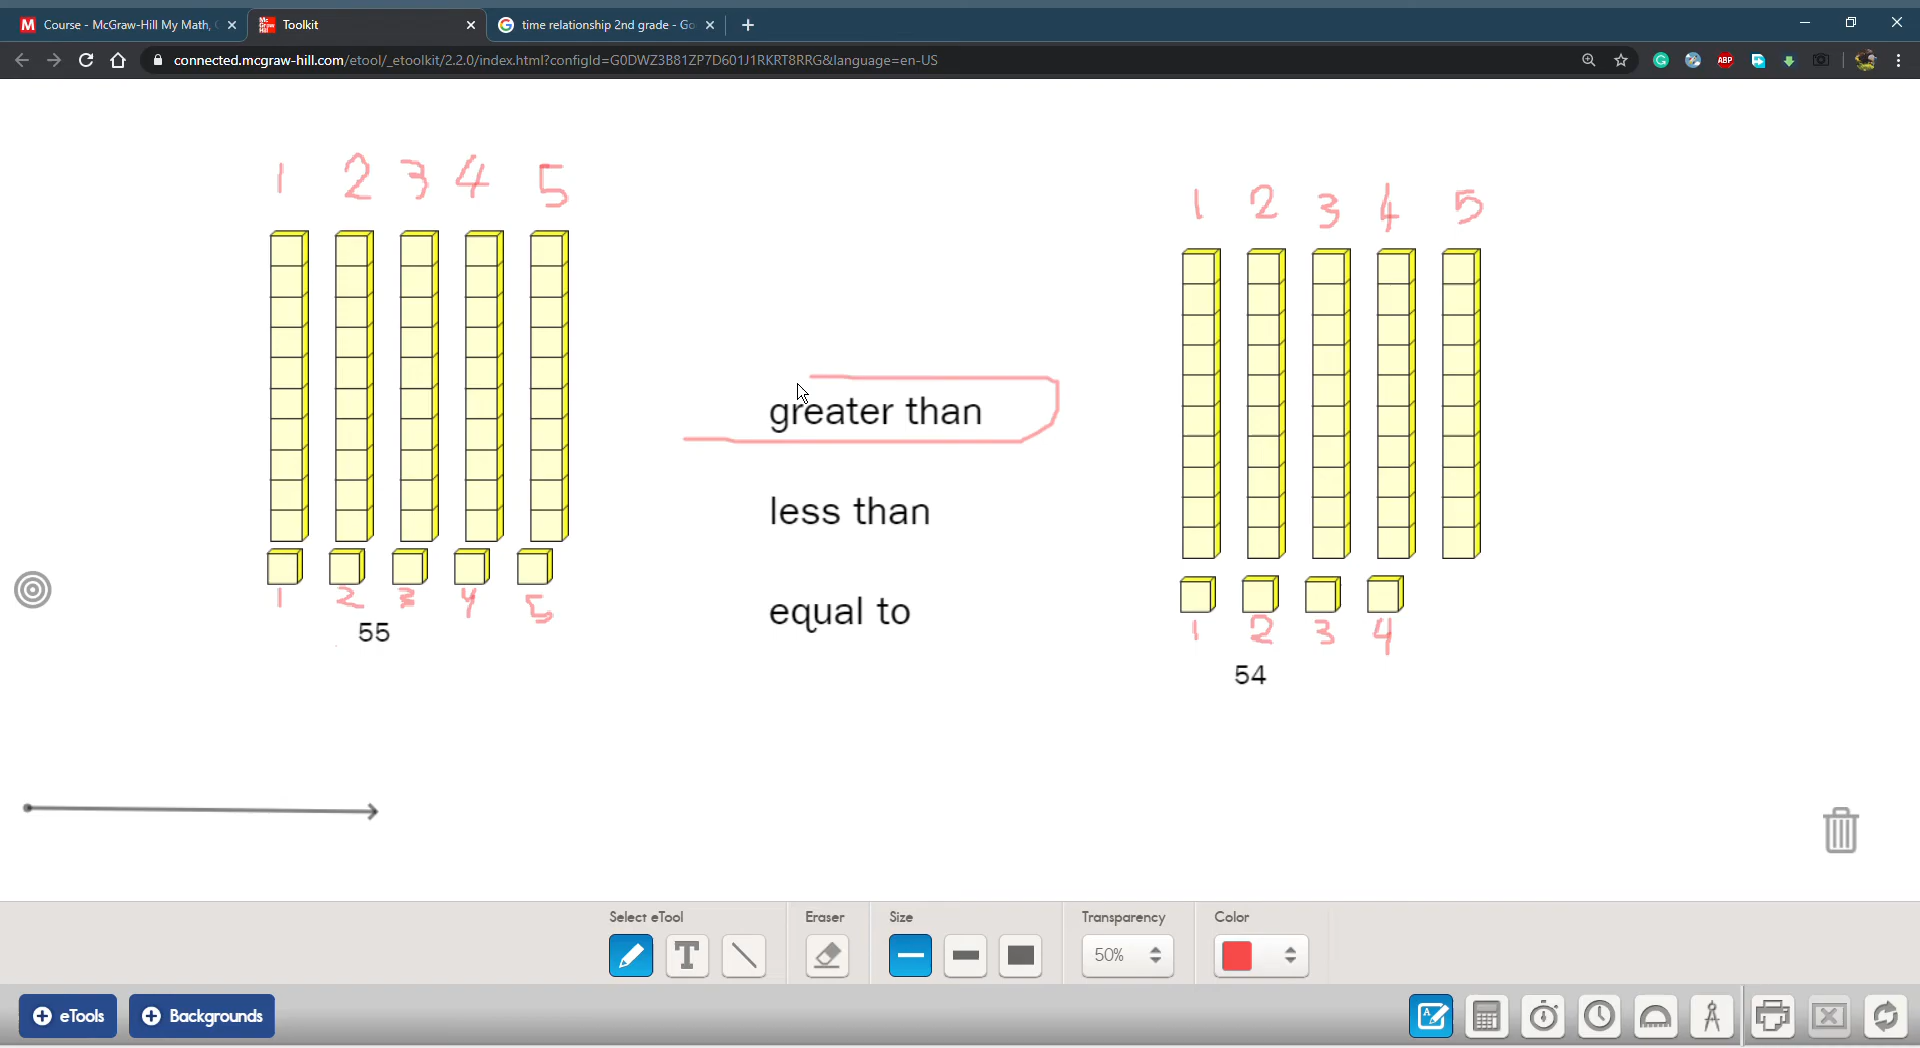 Course - McGraw-Hill My Math,
Toolkit
time relationship 2nd grade - Go
connected.mcgraw-hill.com/etool/_etoolkit/2.2.0/index.html?configId=G0DWZ3B81ZP7D601J1RKRT8RRG&language=en-US
ABP
1 2 3 4 5
1 2 3 4 5
greater than
less than
equal to
1 2 3 4 5
55
1 2 3 4
54
Select eTool
Eraser
Size
Transparency
Color
T
50%
eTools
Backgrounds
A